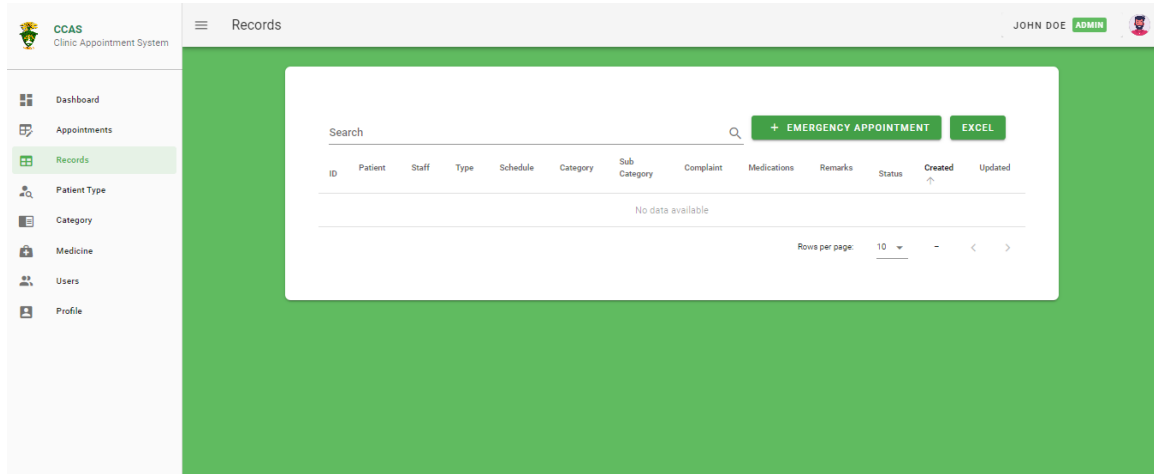 CCAS
Clinic Appointment System
Records
JOHN DOE ADMIN
Dashboard
Appointments
Records
Patient Type
Category
Medicine
Users
Profile
Search
+ EMERGENCY APPOINTMENT
EXCEL
ID Patient Staff Type Schedule Category Sub Category Complaint Medications Remarks Status Created Updated
No data available
Rows per page: 10 –